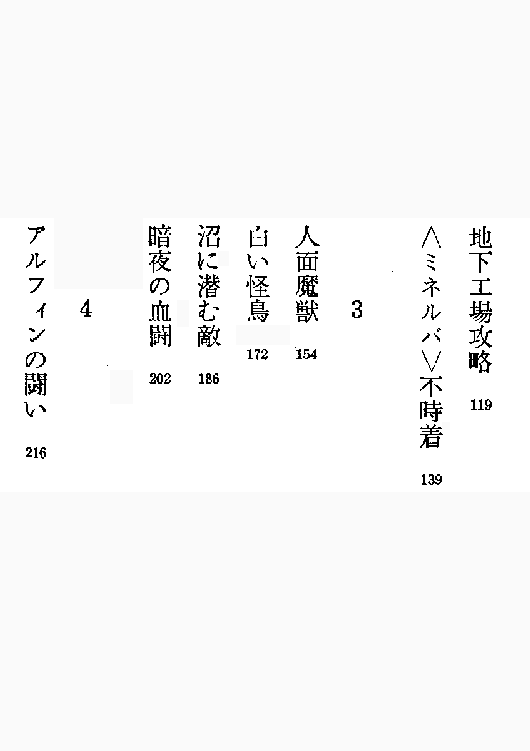 地下工場攻略 119
〈ミネルバ〉不時着 139
3
人面魔獣 154
白い怪鳥 172
沼に潜む敵 186
暗夜の血闘 202
4
アルフィンの闘い 216